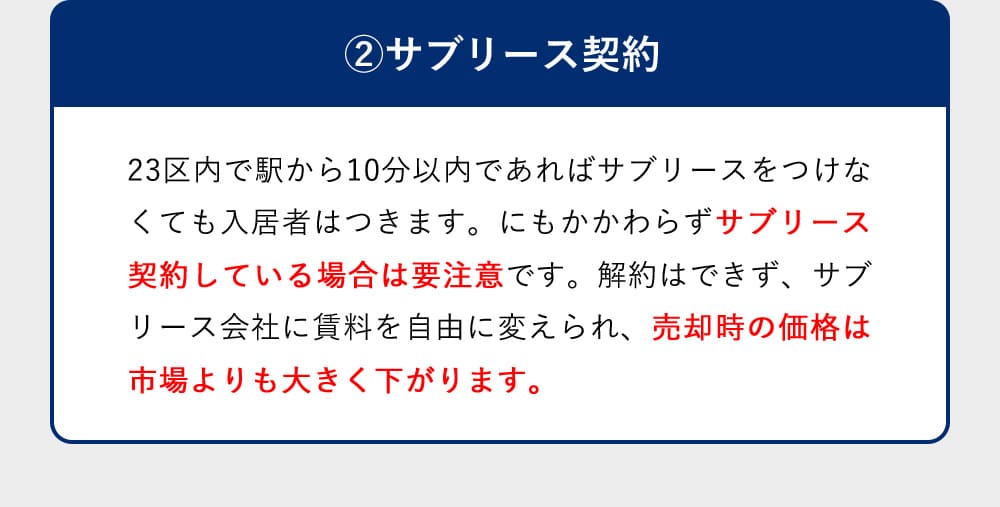 ②サブリース契約
23区内で駅から10分以内であればサブリースをつけな
くても入居者はつきます。にもかかわらずサブリース
契約している場合は要注意です。解約はできず、サブ
リース会社に賃料を自由に変えられ、売却時の価格は
市場よりも大きく下がります。